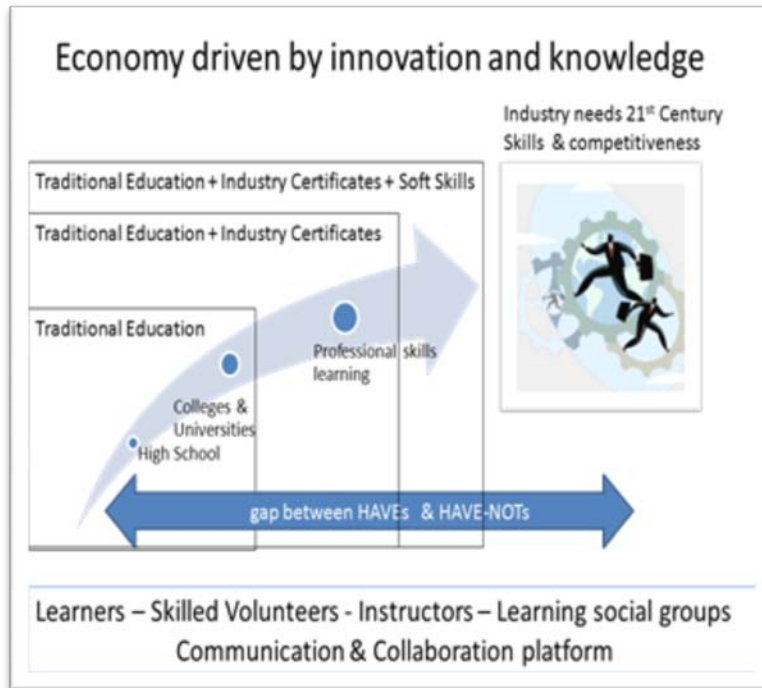 Economy driven by innovation and knowledge
Industry needs 21st Century
Skills & competitiveness
Traditional Education + Industry Certificates + Soft Skills
Traditional Education + Industry Certificates
Traditional Education
Professional skills
learning
Colleges &
Universities
High School
gap between HAVEs & HAVE-NOTs
Learners – Skilled Volunteers - Instructors – Learning social groups
Communication & Collaboration platform